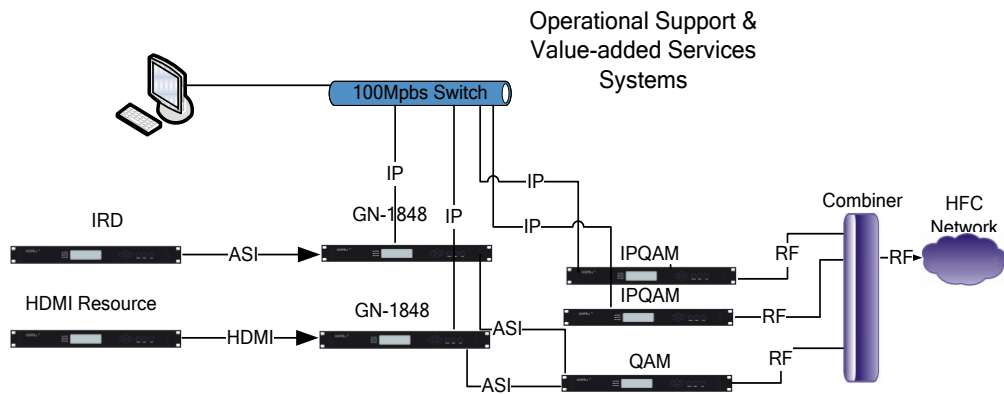 Operational Support &
Value-added Services
Systems
100Mpbs Switch
IP
IP
IP
IP
GN-1848
IRD
ASI
HDMI Resource
HDMI
GN-1848
ASI
ASI
IPQAM
IPQAM
QAM
RF
RF
RF
Combiner
RF
HFC
Network